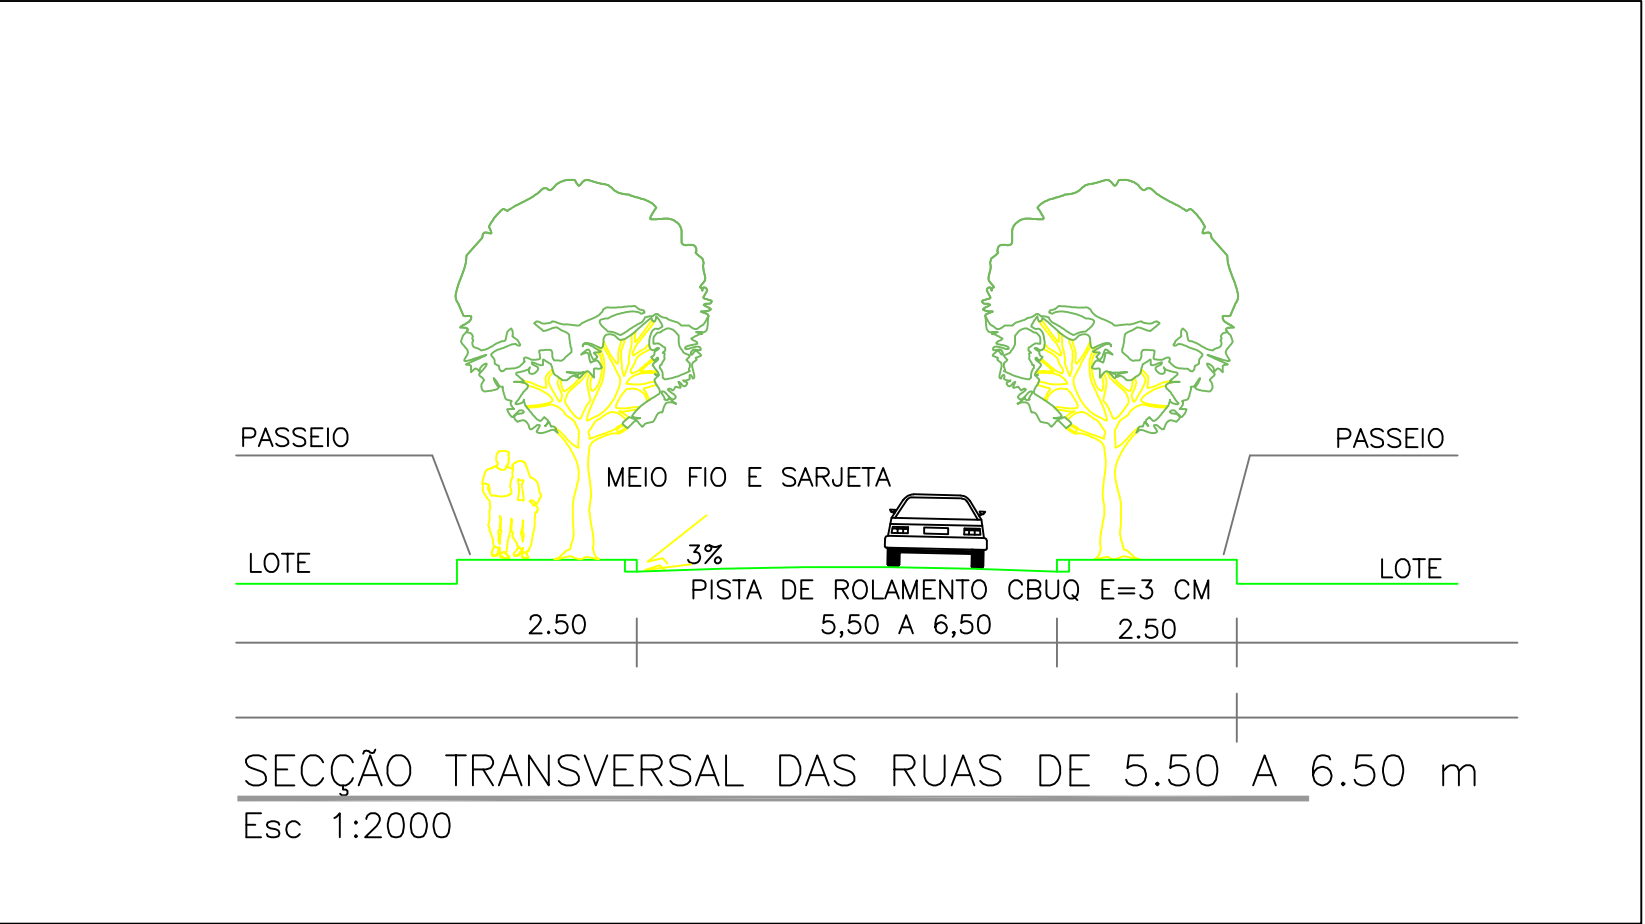 PASSEIO
PASSEIO
MEIO FIO E SARJETA
3%
LOTE
LOTE
PISTA DE ROLAMENTO CBUQ E=3 CM
2.50
5,50 A 6,50
2.50
SECÇÃO TRANSVERSAL DAS RUAS DE 5.50 A 6.50 m
Esc 1:2000